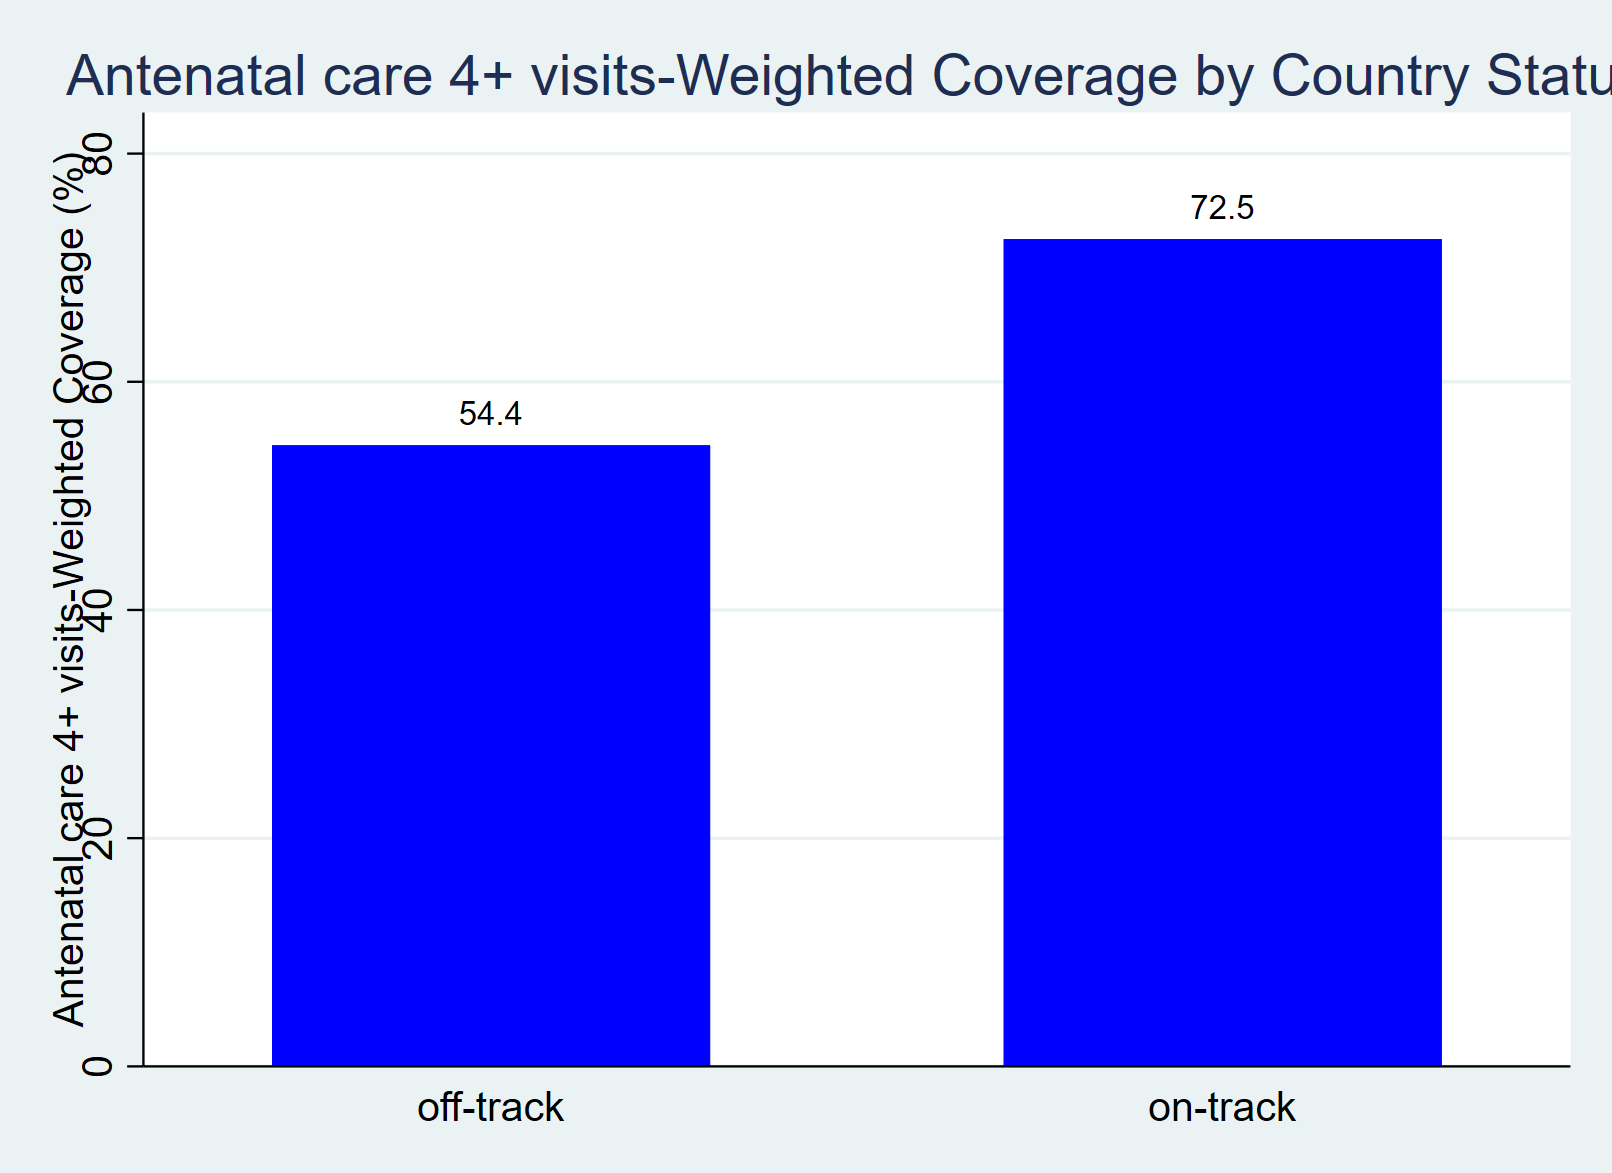 Antenatal care 4+ visits-Weighted Coverage by Country Statu
Antenatal care 4+ visits-Weighted Coverage (%)
80
60
40
20
0
54.4
72.5
off-track
on-track